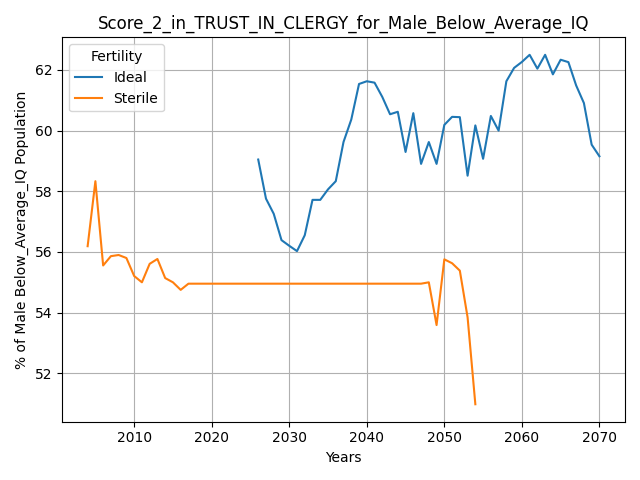 Score_2_in_TRUST_IN_CLERGY_for_Male_Below_Average_IQ
Fertility
Ideal
Sterile
% of Male Below_Average_IQ Population
62
60
58
56
54
52
2010
2020
2030
2040
2050
2060
2070
Years